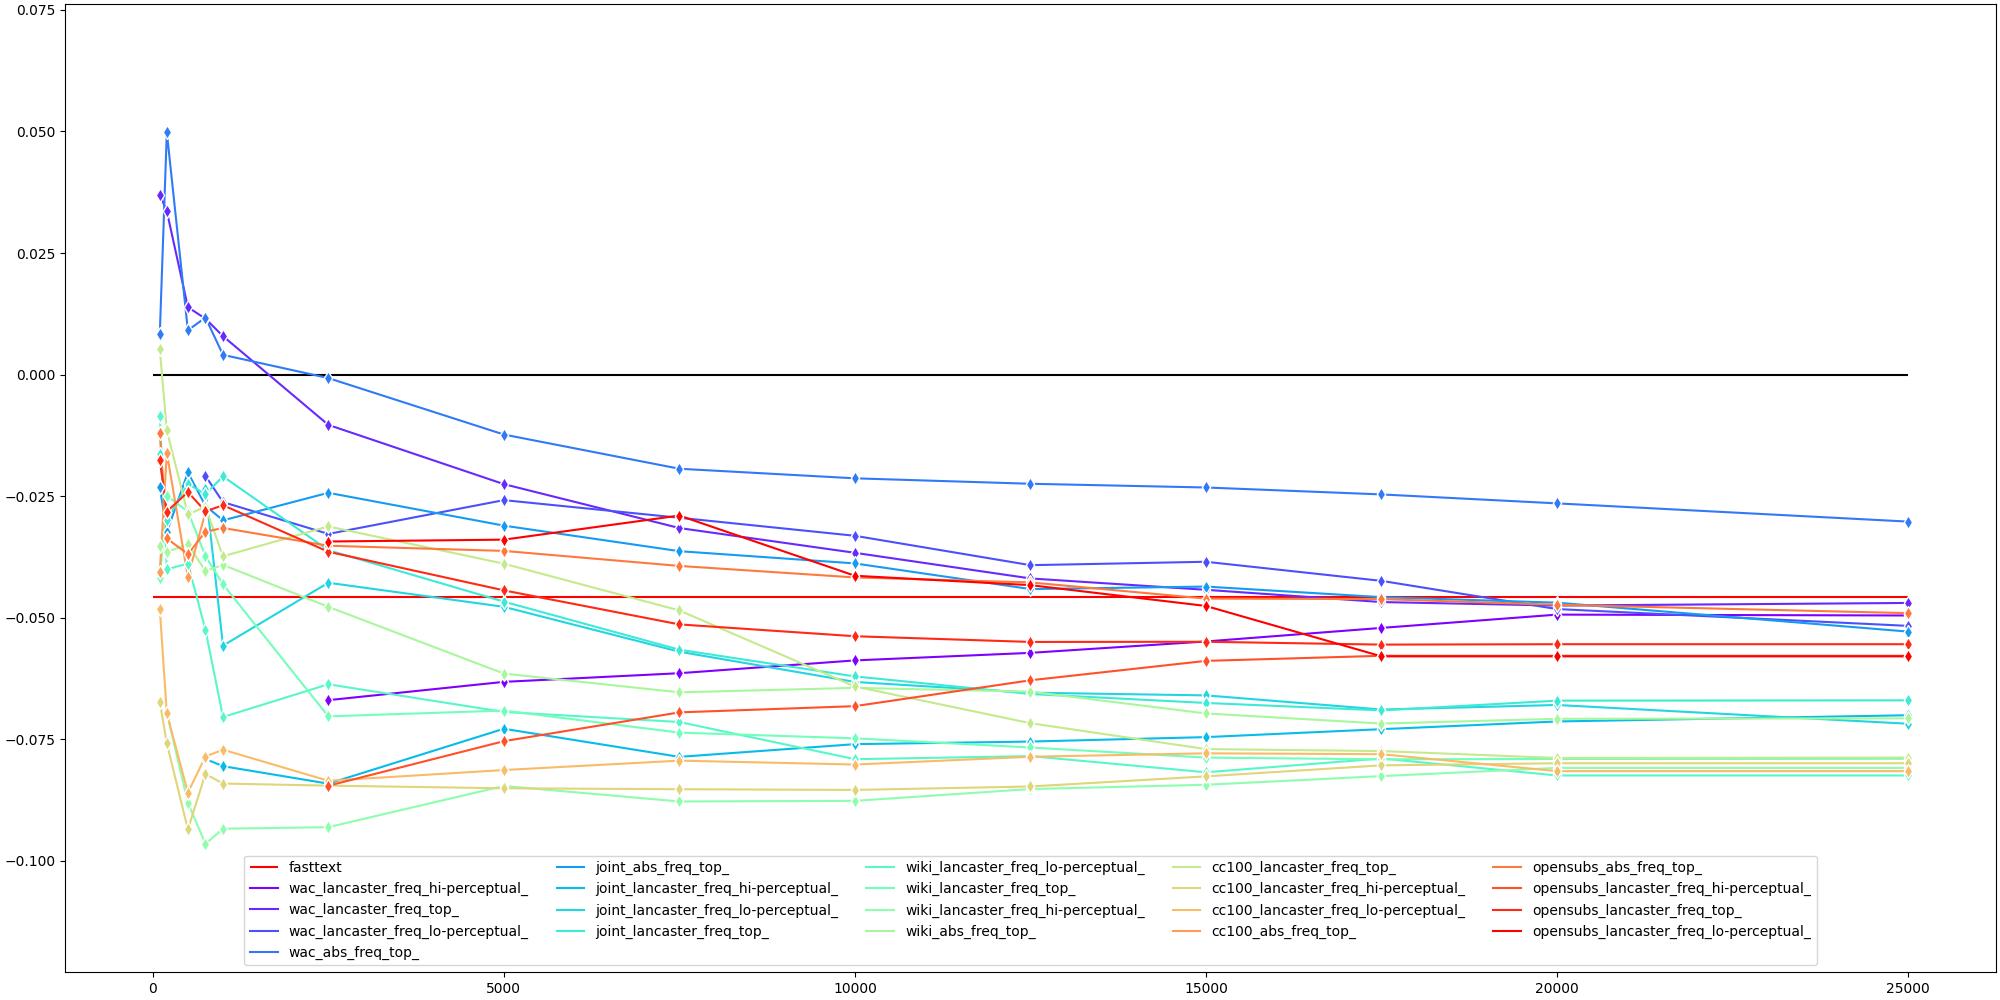 0.075
0.050
0.025
0.000
−0.025
−0.050
−0.075
−0.100
fasttext
wac_lancaster_freq_hi-perceptual_
wac_lancaster_freq_top_
wac_lancaster_freq_lo-perceptual_
wac_abs_freq_top_
joint_abs_freq_top_
joint_lancaster_freq_hi-perceptual_
joint_lancaster_freq_lo-perceptual_
joint_lancaster_freq_top_
wiki_lancaster_freq_lo-perceptual_
wiki_lancaster_freq_top_
wiki_lancaster_freq_hi-perceptual_
wiki_abs_freq_top_
cc100_lancaster_freq_top_
cc100_lancaster_freq_hi-perceptual_
cc100_lancaster_freq_lo-perceptual_
cc100_abs_freq_top_
opensubs_abs_freq_top_
opensubs_lancaster_freq_hi-perceptual_
opensubs_lancaster_freq_top_
opensubs_lancaster_freq_lo-perceptual_
0 5000 10000 15000 20000 25000